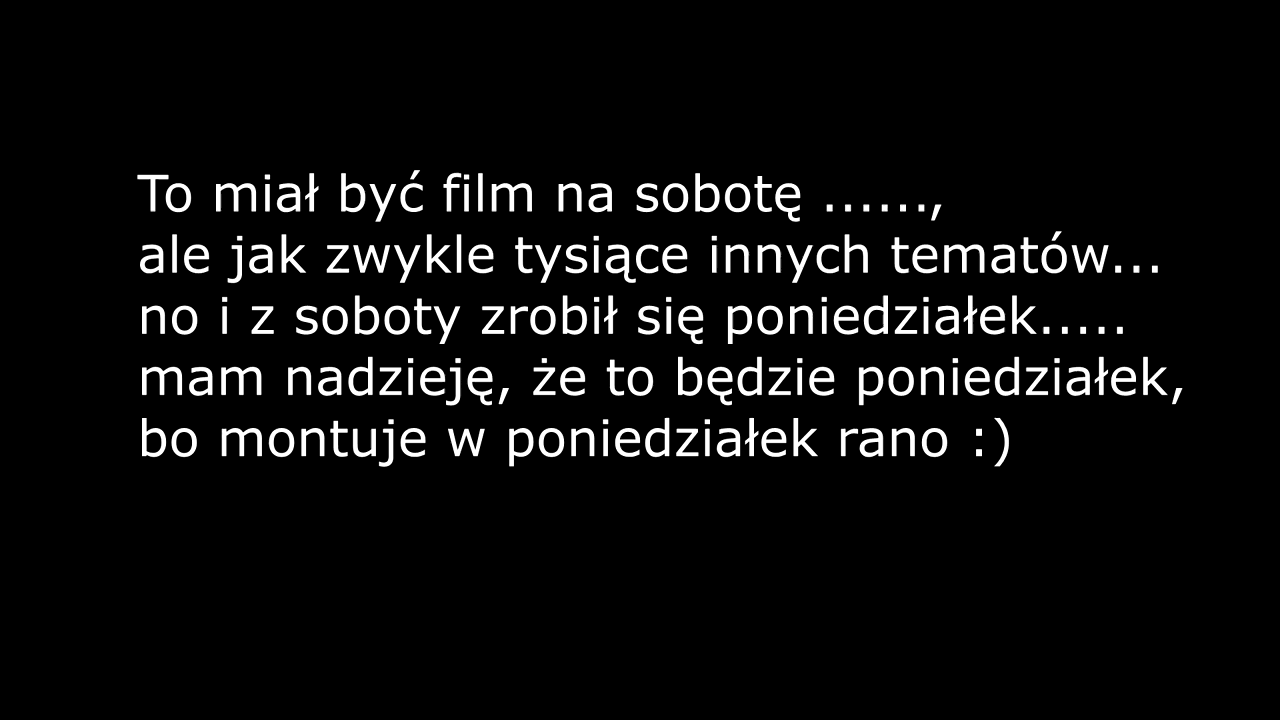 To miał być film na sobotę ......,
ale jak zwykle tysiące innych tematów...
no i z soboty zrobił się poniedziałek.....
mam nadzieję, że to będzie poniedziałek,
bo montuje w poniedziałek rano :)